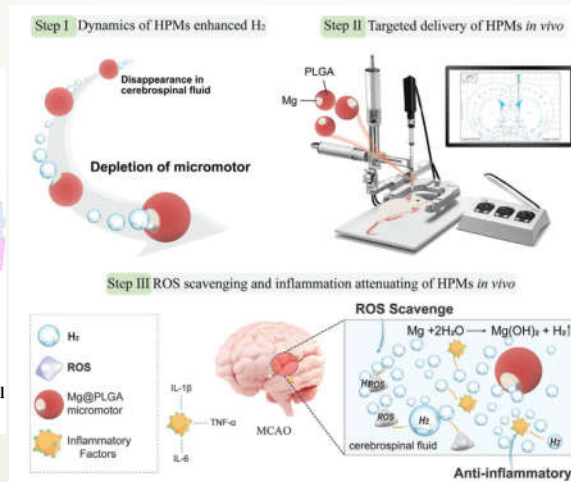 Step I Dynamics of HPMs enhanced H₂
Disappearance in
cerebrospinal fluid
Depletion of micromotor
Step II Targeted delivery of HPMs in vivo
PLGA
Mg
Step III ROS scavenging and inflammation attenuating of HPMs in vivo
H₂
ROS
Mg@PLGA
micromotor
Inflammatory
Factors
IL-1β
TNF-α
IL-6
MCAO
ROS Scavenge
Mg +2H₂O → Mg(OH)₂ + H₂↑
ROS
ROS
H₂
H₂
cerebrospinal fluid
Anti-inflammatory